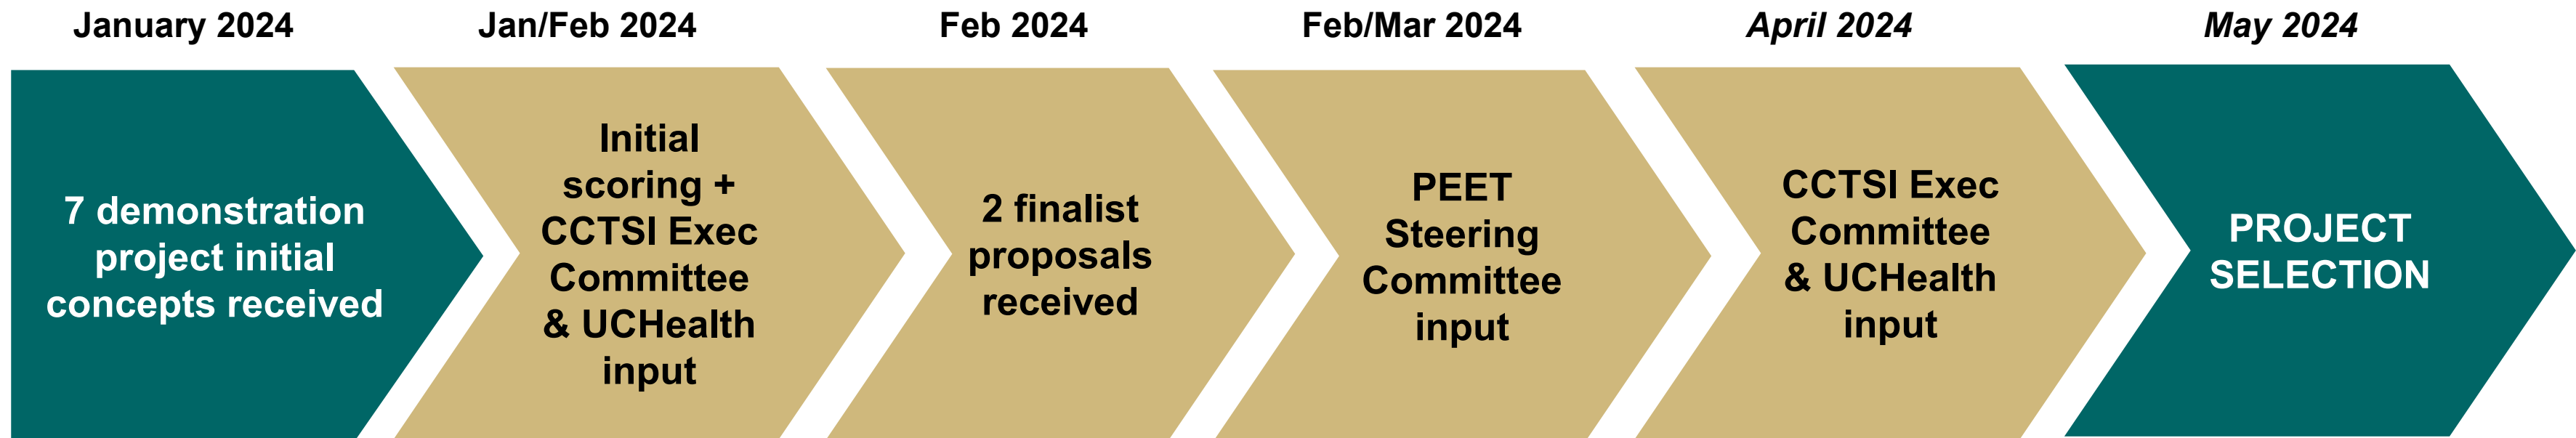 January 2024
Jan/Feb 2024
Feb 2024
Feb/Mar 2024
April 2024
May 2024
7 demonstration
project initial
concepts received
Initial
scoring +
CCTSI Exec
Committee
& UCHealth
input
2 finalist
proposals
received
PEET
Steering
Committee
input
CCTSI Exec
Committee
& UCHealth
input
PROJECT
SELECTION